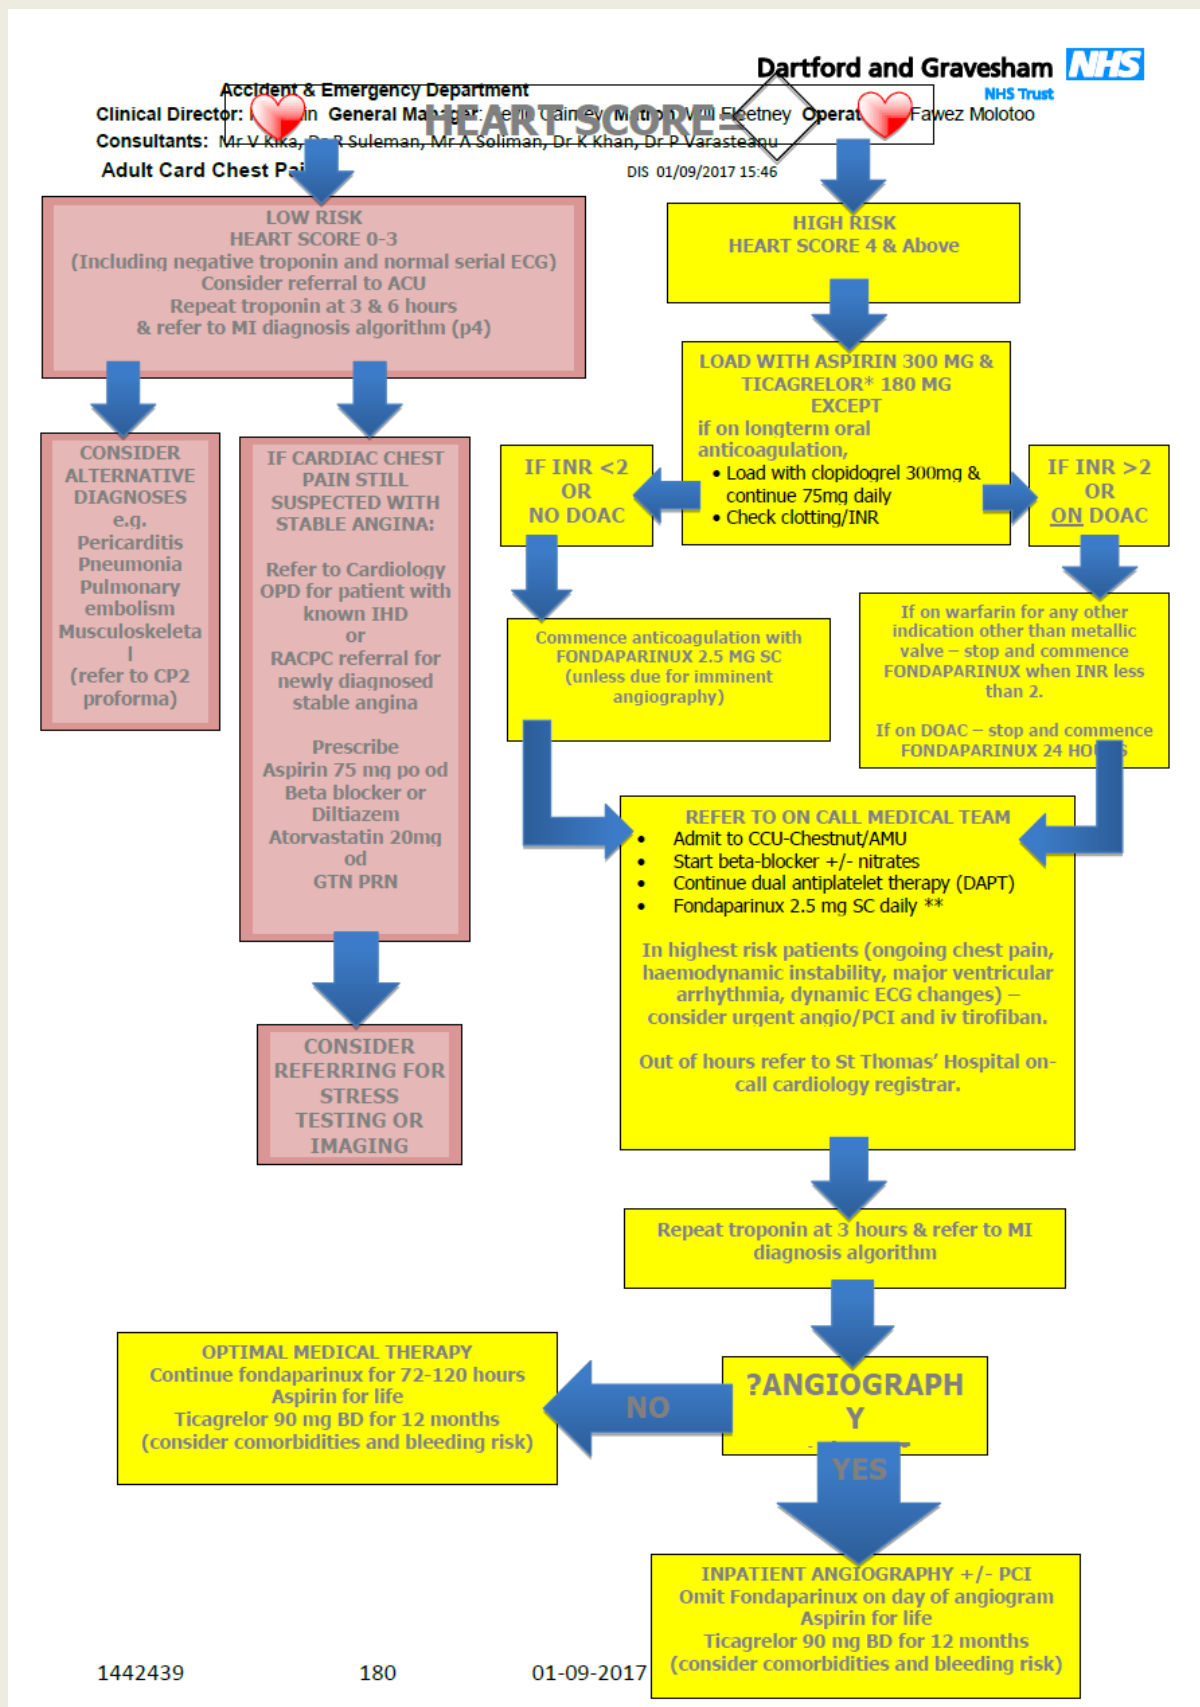 Dartford and Gravesham NHS
NHS Trust
Accident & Emergency Department
Clinical Director: General Manager: Matron: Will Operat Fawez Molotoo
HEART SCORE=
Consultants: Mr V Kika, Dr R Suleman, Mr A Soliman, Dr K Khan, Dr P Varasteanu
Adult Card Chest Pa
DIS 01/09/2017 15:46
LOW RISK
HEART SCORE 0-3
(Including negative troponin and normal serial ECG)
Consider referral to ACU
Repeat troponin at 3 & 6 hours
& refer to MI diagnosis algorithm (p4)
HIGH RISK
HEART SCORE 4 & Above
LOAD WITH ASPIRIN 300 MG &
TICAGRELOR* 180 MG
EXCEPT
if on longterm oral
anticoagulation,
• Load with clopidogrel 300mg &
continue 75mg daily
• Check clotting/INR
CONSIDER
ALTERNATIVE
DIAGNOSES
e.g.
Pericarditis
Pneumonia
Pulmonary
embolism
Musculoskeleta
l
(refer to CP2
proforma)
IF CARDIAC CHEST
PAIN STILL
SUSPECTED WITH
STABLE ANGINA:
Refer to Cardiology
OPD for patient with
known IHD
or
RACPC referral for
newly diagnosed
stable angina
Prescribe
Aspirin 75 mg po od
Beta blocker or
Diltiazem
Atorvastatin 20mg
od
GTN PRN
IF INR <2
OR
NO DOAC
IF INR >2
OR
ON DOAC
Commence anticoagulation with
FONDAPARINUX 2.5 MG SC
(unless due for imminent
angiography)
If on warfarin for any other
indication other than metallic
valve – stop and commence
FONDAPARINUX when INR less
than 2.
If on DOAC – stop and commence
FONDAPARINUX 24 HOURS
REFER TO ON CALL MEDICAL TEAM
• Admit to CCU-Chestnut/AMU
• Start beta-blocker +/- nitrates
• Continue dual antiplatelet therapy (DAPT)
• Fondaparinux 2.5 mg SC daily **
In highest risk patients (ongoing chest pain,
haemodynamic instability, major ventricular
arrhythmia, dynamic ECG changes) –
consider urgent angio/PCI and iv tirofiban.
Out of hours refer to St Thomas’ Hospital on-
call cardiology registrar.
CONSIDER
REFERRING FOR
STRESS
TESTING OR
IMAGING
Repeat troponin at 3 hours & refer to MI
diagnosis algorithm
OPTIMAL MEDICAL THERAPY
Continue fondaparinux for 72-120 hours
Aspirin for life
Ticagrelor 90 mg BD for 12 months
(consider comorbidities and bleeding risk)
NO
?ANGIOGRAPH
Y
YES
INPATIENT ANGIOGRAPHY +/- PCI
Omit Fondaparinux on day of angiogram
Aspirin for life
Ticagrelor 90 mg BD for 12 months
(consider comorbidities and bleeding risk)
1442439 180 01-09-2017